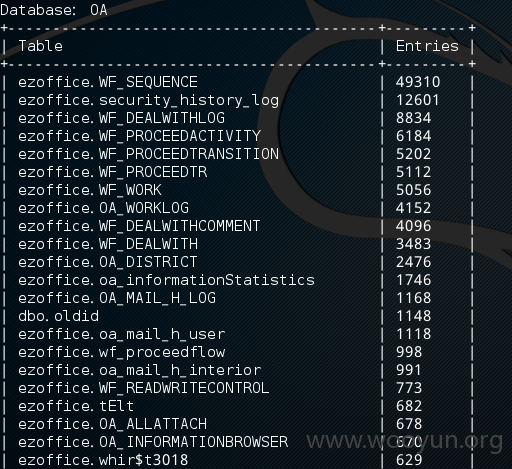 Database: OA
+-----------------------------------------+---------+
| Table | Entries |
+-----------------------------------------+---------+
| ezoffice.WF_SEQUENCE | 49310 |
| ezoffice.security_history_log | 12601 |
| ezoffice.WF_DEALWITHLOG | 8834 |
| ezoffice.WF_PROCEEDACTIVITY | 6184 |
| ezoffice.WF_PROCEEDTRANSITION | 5202 |
| ezoffice.WF_PROCEEDTR | 5112 |
| ezoffice.WF_WORK | 5056 |
| ezoffice.OA_WORKLOG | 4152 |
| ezoffice.WF_DEALWITHCOMMENT | 4096 |
| ezoffice.WF_DEALWITH | 3483 |
| ezoffice.OA_DISTRICT | 2476 |
| ezoffice.oa_informationStatistics | 1746 |
| ezoffice.OA_MAIL_H_LOG | 1168 |
| dbo.oldid | 1148 |
| ezoffice.oa_mail_h_user | 1118 |
| ezoffice.wf_proceedflow | 998 |
| ezoffice.oa_mail_h_interior | 991 |
| ezoffice.WF_READWRITECONTROL | 773 |
| ezoffice.tElt | 682 |
| ezoffice.OA_ALLATTACH | 678 |
| ezoffice.OA_INFORMATIONBROWSER | 670 |
| ezoffice.whir$t3018 | 629 |
www.wooyun.org